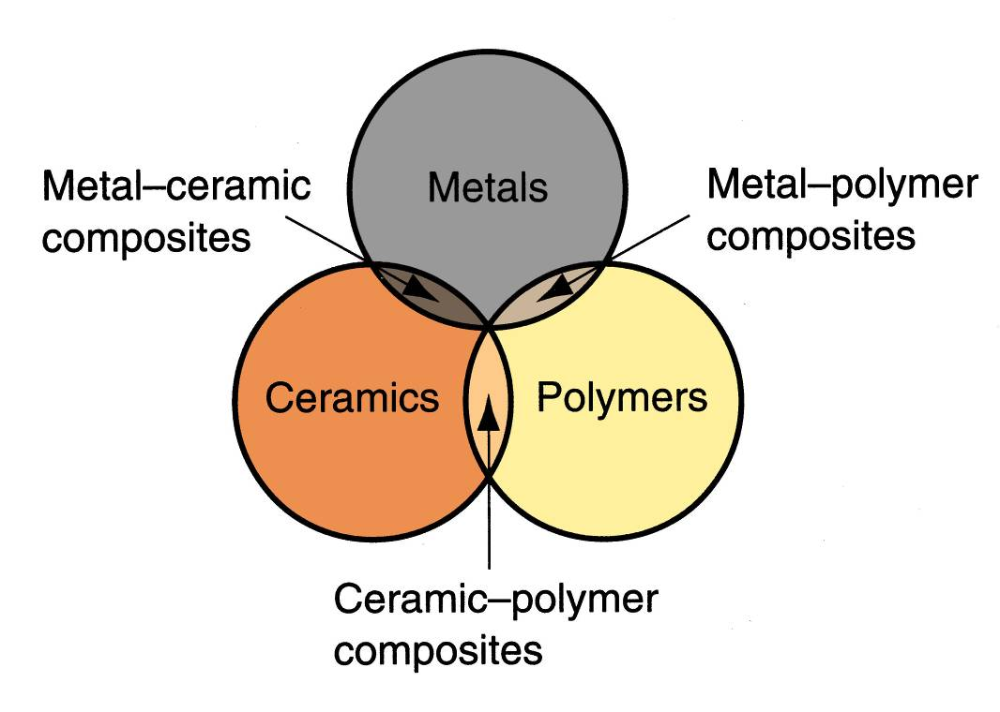 Metals
Metal–ceramic
composites
Metal–polymer
composites
Ceramics
Polymers
Ceramic–polymer
composites